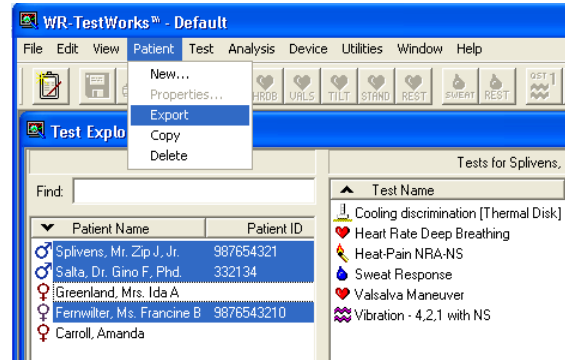 WR-TestWorks™ - Default
File Edit View Patient Test Analysis Device Utilities Window Help
New...
Properties...
Export
Copy
Delete
HRDB VALS TILT STAND REST SWEAT REST QST 1
Test Explo
Tests for Splivens,
Find:
Test Name
Patient Name Patient ID
Splivens, Mr. Zip J, Jr. 987654321
Salta, Dr. Gino F, Phd. 332134
Greenland, Mrs. Ida A
Fernwilter, Ms. Francine B 9876543210
Carroll, Amanda
Cooling discrimination [Thermal Disk]
Heart Rate Deep Breathing
Heat-Pain NRA-NS
Sweat Response
Valsalva Maneuver
Vibration - 4,2,1 with NS